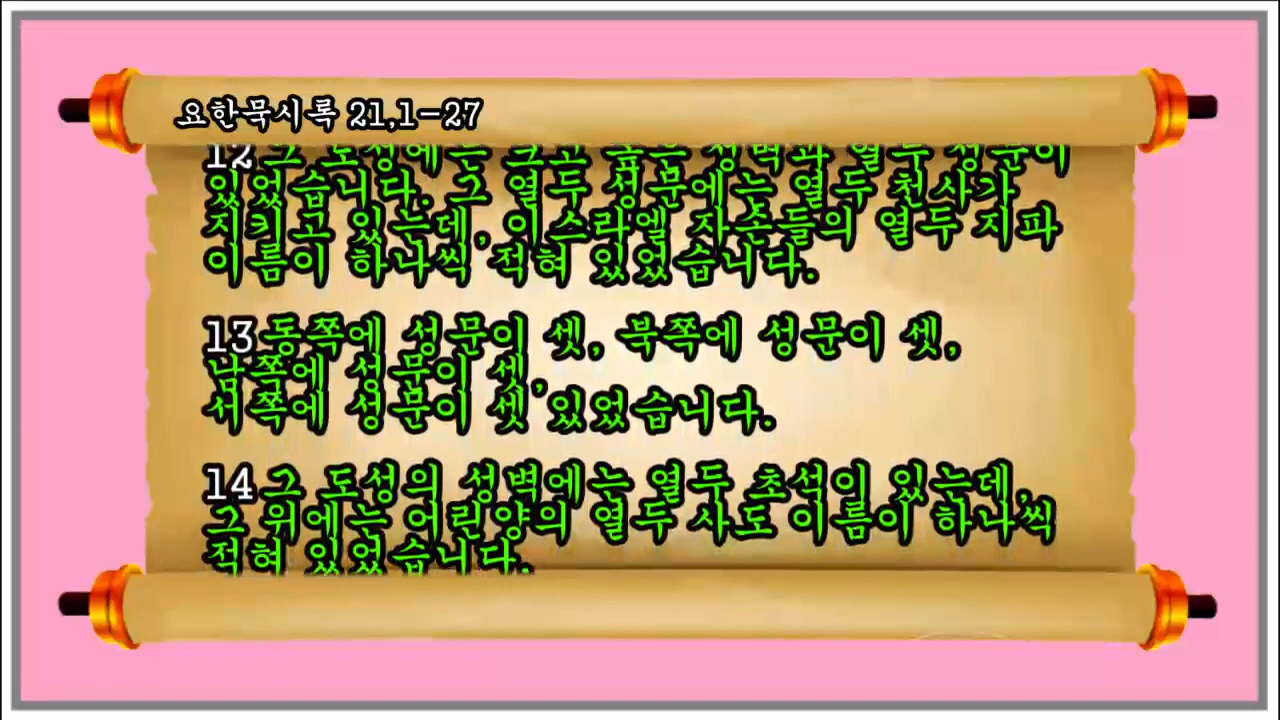 요한묵시록 21,1-27
12 그 도성에는 크고 높은 성벽과 열두 성문이
있었습니다. 그 열두 성문에는 열두 천사가
지키고 있는데, 이스라엘 자손들의 열두 지파
이름이 하나씩 적혀 있었습니다.
13 동쪽에 성문이 셋, 북쪽에 성문이 셋,
남쪽에 성문이 셋,
서쪽에 성문이 셋 있었습니다.
14 그 도성의 성벽에는 열두 초석이 있는데,
그 위에는 어린양의 열두 사도 이름이 하나씩
적혀 있었습니다.